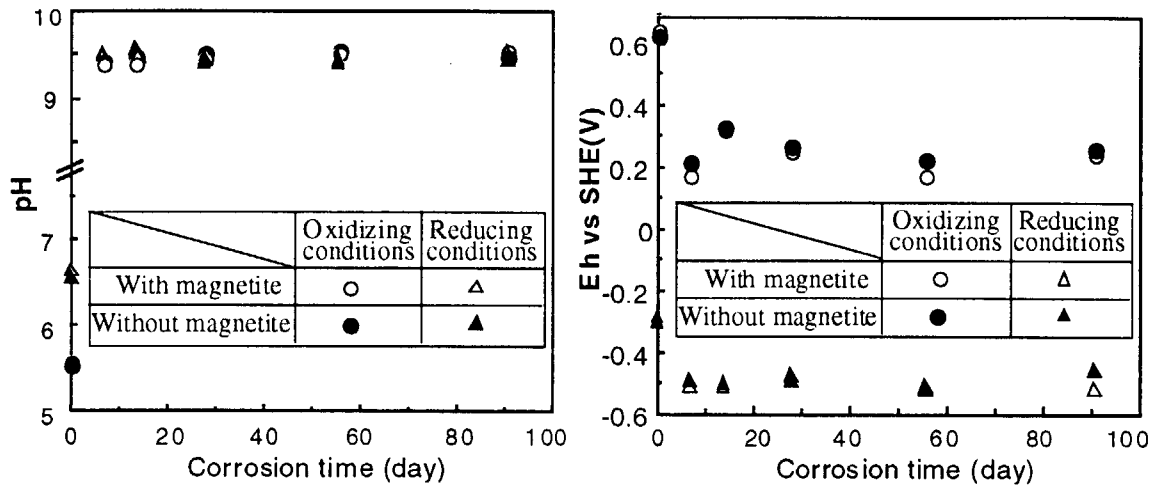 10
9
7
6
5
pH
0
20
40
60
80
100
Corrosion time (day)
Oxidizing conditions
Reducing conditions
With magnetite
Without magnetite
0.6
0.4
0.2
0
-0.2
-0.4
-0.6
Eh vs SHE(V)
0
20
40
60
80
100
Corrosion time (day)
Oxidizing conditions
Reducing conditions
With magnetite
Without magnetite